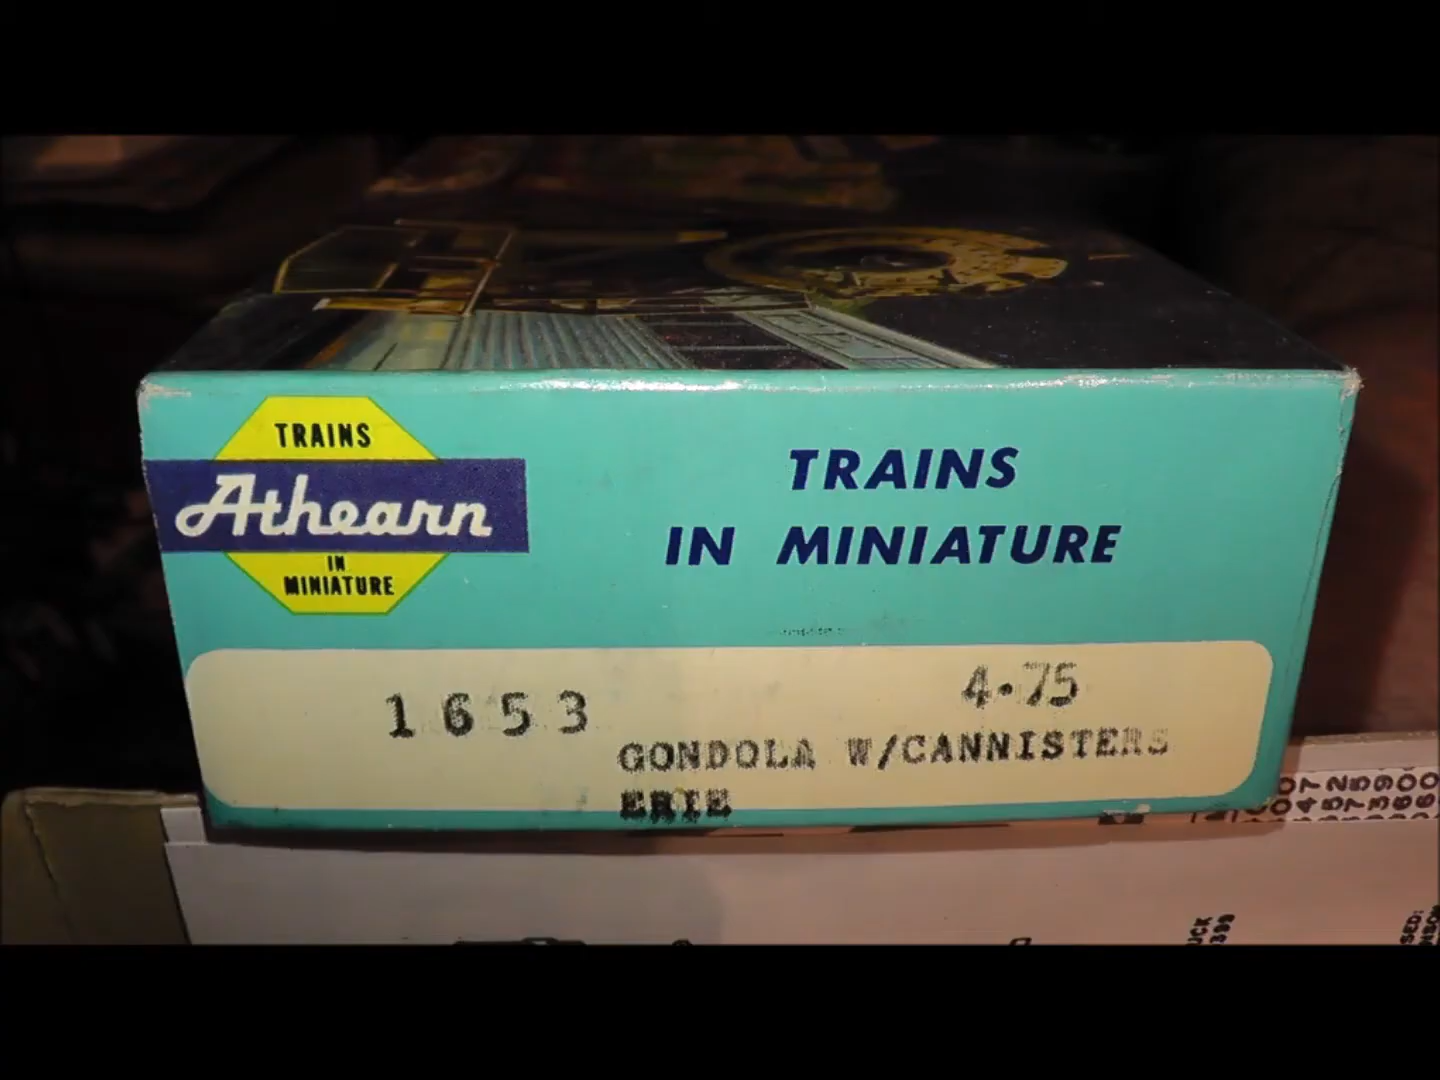 TRAINS
Athearn
IN
MINIATURE
TRAINS
IN MINIATURE
1653
4.75
GONDOLA W/CANNISTERS
ERIE